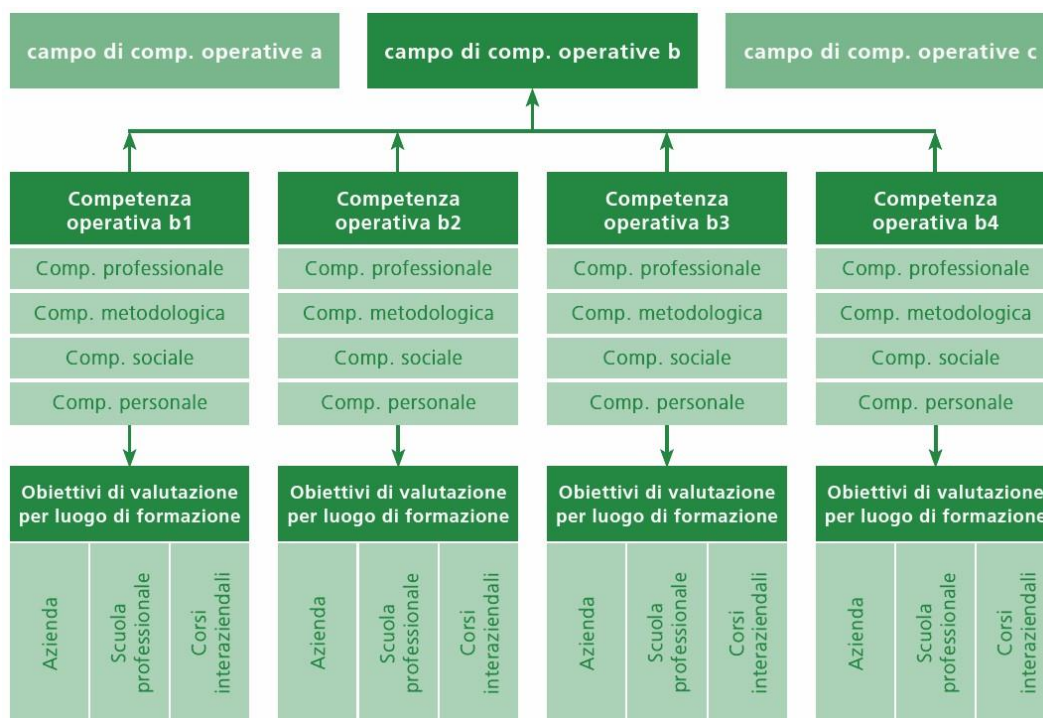 campo di comp. operative a
campo di comp. operative b
campo di comp. operative c
Competenza
operativa b1
Comp. professionale
Comp. metodologica
Comp. sociale
Comp. personale
Obiettivi di valutazione
per luogo di formazione
Azienda
Scuola
professionale
Corsi
interaziendali
Competenza
operativa b2
Comp. professionale
Comp. metodologica
Comp. sociale
Comp. personale
Obiettivi di valutazione
per luogo di formazione
Azienda
Scuola
professionale
Corsi
interaziendali
Competenza
operativa b3
Comp. professionale
Comp. metodologica
Comp. sociale
Comp. personale
Obiettivi di valutazione
per luogo di formazione
Azienda
Scuola
professionale
Corsi
interaziendali
Competenza
operativa b4
Comp. professionale
Comp. metodologica
Comp. sociale
Comp. personale
Obiettivi di valutazione
per luogo di formazione
Azienda
Scuola
professionale
Corsi
interaziendali